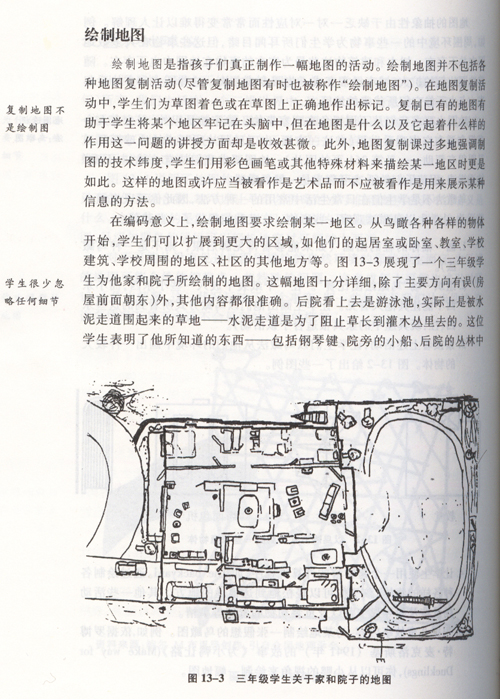 绘制地图
绘制地图是指孩子们真正制作一幅地图的活动。绘制地图并不包括各
种地图复制活动(尽管复制地图有时也被称作“绘制地图”)。在地图复制活
动中,学生们为草图着色或在草图上正确地作出标记。复制已有的地图有
助于学生将某个地区牢记在头脑中,但在地图是什么以及它起着什么样的
作用这一问题的讲授方面却是收效甚微。此外,地图复制课过多地强调制
图的技术纬度,学生们用彩色画笔或其他特殊材料来描绘某一地区时更是
如此。这样的地图或许应当被看作是艺术品而不应被看作是用来展示某种
信息的方法。
复制地图不
是绘制图
在编码意义上,绘制地图要求绘制某一地区。从鸟瞰各种各样的物体
开始,学生们可以扩展到更大的区域,如他们的起居室或卧室、教室、学校
建筑、学校周围的地区、社区的其他地方等。图 13-3 展现了一个三年级学
生为他家和院子所绘制的地图。这幅地图十分详细,除了主要方向有误(房
屋前面朝东)外,其他内容都很准确。后院看上去是游泳池,实际上是被水
泥走道围起来的草地——水泥走道是为了阻止草长到灌木丛里去的。这位
学生表明了他所知道的东西——包括钢琴键、院旁的小船、后院的丛林中
学生很少忽
略任何细节
E
图 13-3 三年级学生关于家和院子的地图